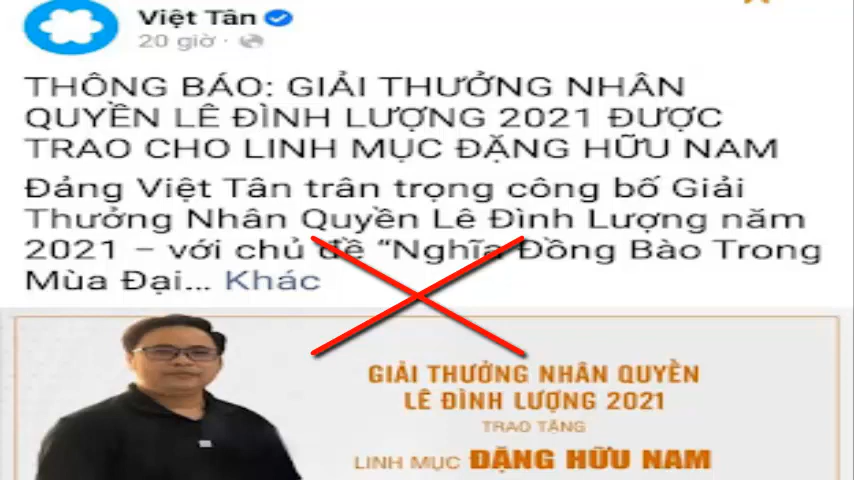 Việt Tân
20 giờ ·
THÔNG BÁO: GIẢI THƯỞNG NHÂN
QUYỀN LÊ ĐÌNH LƯỢNG 2021 ĐƯỢC
TRAO CHO LINH MỤC ĐẶNG HỮU NAM
Đảng Việt Tân trân trọng công bố Giải
Thưởng Nhân Quyền Lê Đình Lượng năm
2021 – với chủ đề “Nghĩa Đồng Bào Trong
Mùa Đại... Khác
GIẢI THƯỞNG NHÂN QUYỀN
LÊ ĐÌNH LƯỢNG 2021
TRAO TẶNG
LINH MỤC ĐẶNG HỮU NAM